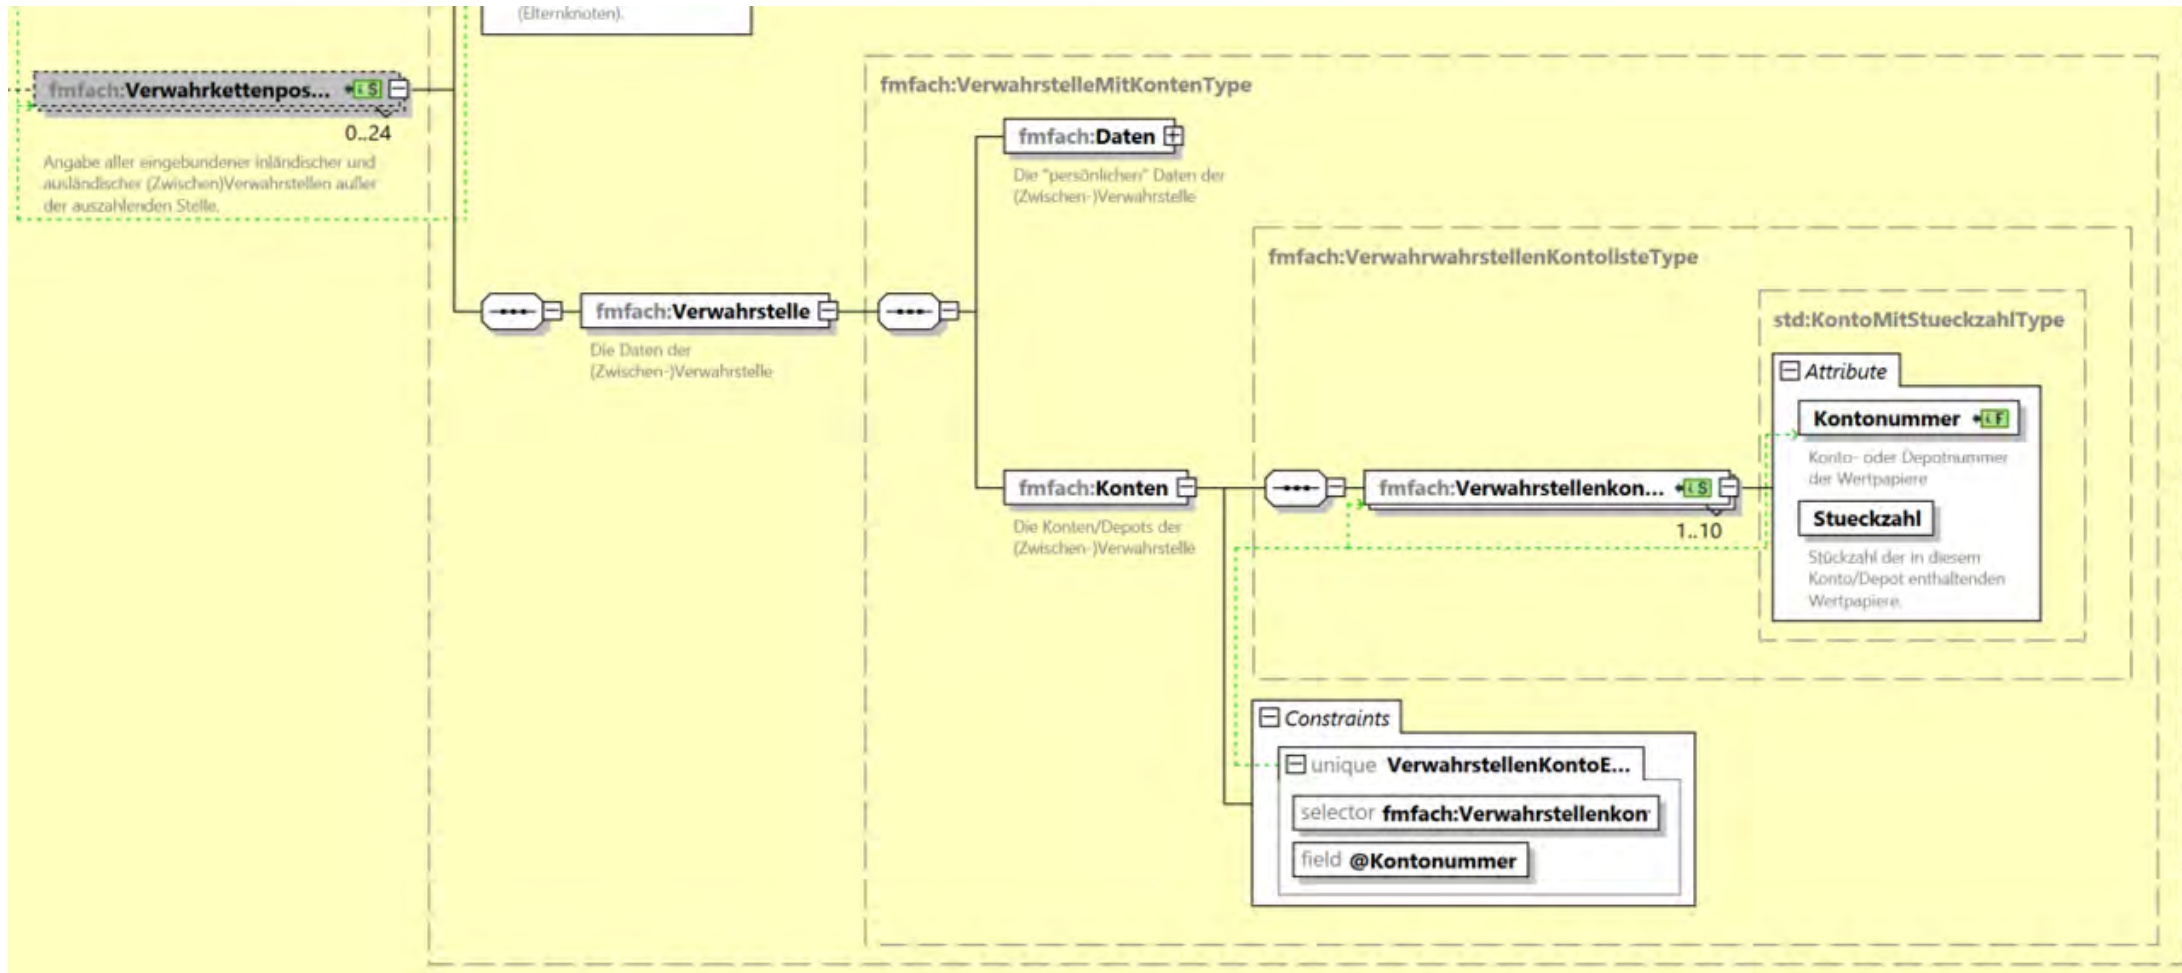 (Elternknoten).
fmfach:Verwahrkettenpos...
0..24
Angabe aller eingebundener inländischer und
ausländischer (Zwischen)Verwahrstellen außer
der auszahlenden Stelle.
fmfach:VerwahrstelleMitKontenType
fmfach:Daten
Die "persönlichen" Daten der
(Zwischen-)Verwahrstelle
fmfach:Verwahrstelle
Die Daten der
(Zwischen-)Verwahrstelle
fmfach:Konten
Die Konten/Depots der
(Zwischen-)Verwahrstelle
fmfach:VerwahrwahrstellenKontolisteType
fmfach:Verwahrstellenkon...
1..10
std:KontoMitStueckzahlType
Attribute
Kontonummer
Konto- oder Depotnummer
der Wertpapiere
Stueckzahl
Stückzahl der in diesem
Konto/Depot enthaltenden
Wertpapiere.
Constraints
unique VerwahrstellenKontoE...
selector fmfach:Verwahrstellenkon
field @Kontonummer